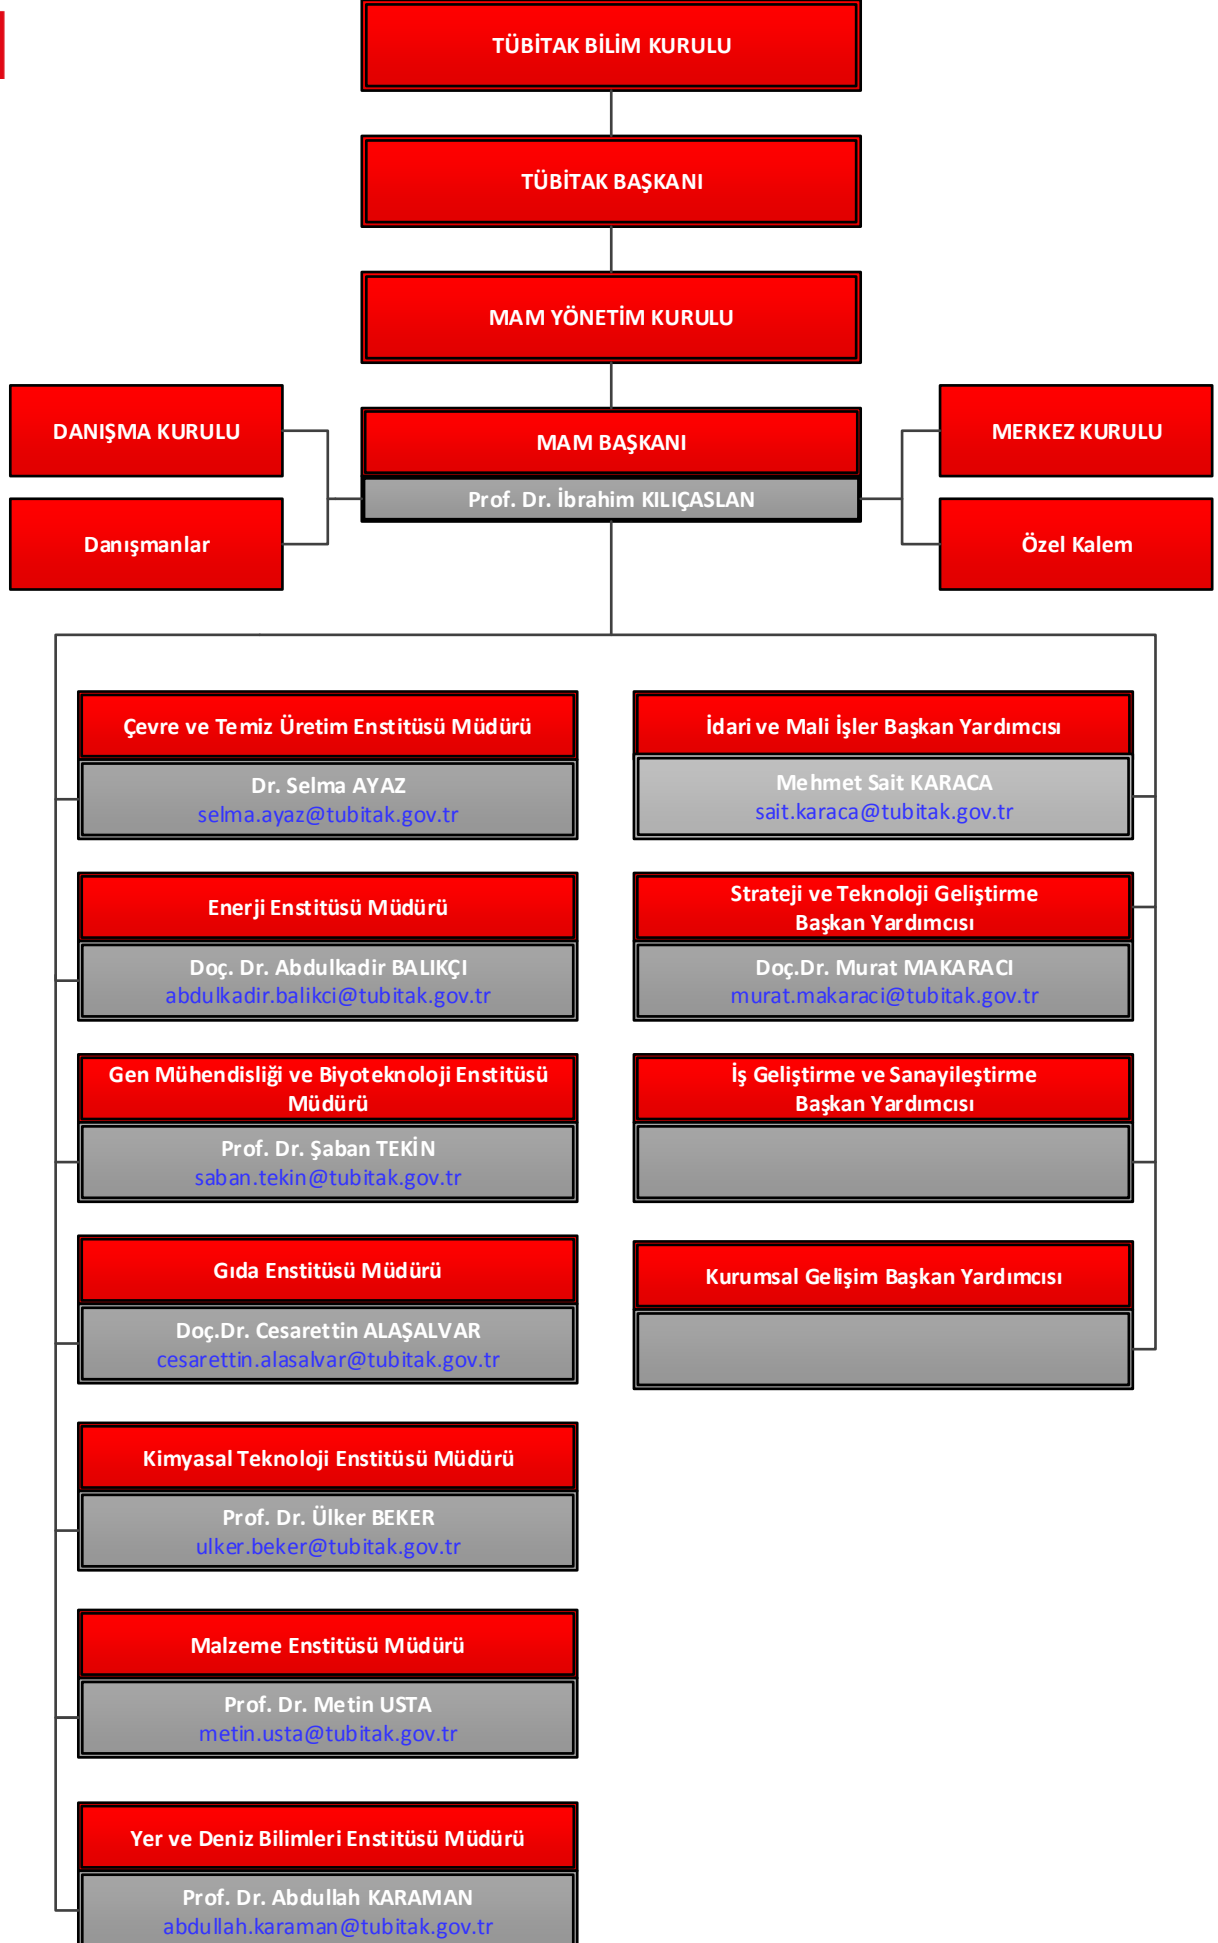 TÜBİTAK BİLİM KURULU
TÜBİTAK BAŞKANI
MAM YÖNETİM KURULU
DANIŞMA KURULU
MAM BAŞKANI
MERKEZ KURULU
Prof. Dr. İbrahim KILIÇASLAN
Danışmanlar
Özel Kalem
Çevre ve Temiz Üretim Enstitüsü Müdürü
Dr. Selma AYAZ
selma.ayaz@tubitak.gov.tr
İdari ve Mali İşler Başkan Yardımcısı
Mehmet Sait KARACA
sait.karaca@tubitak.gov.tr
Enerji Enstitüsü Müdürü
Doç. Dr. Abdulkadir BALIKÇI
abdulkadir.balikci@tubitak.gov.tr
Strateji ve Teknoloji Geliştirme
Başkan Yardımcısı
Doç.Dr. Murat MAKARACI
murat.makaraci@tubitak.gov.tr
Gen Mühendisliği ve Biyoteknoloji Enstitüsü
Müdürü
Prof. Dr. Şaban TEKİN
saban.tekin@tubitak.gov.tr
İş Geliştirme ve Sanayileştirme
Başkan Yardımcısı
Gıda Enstitüsü Müdürü
Doç.Dr. Cesarettin ALAŞALVAR
cesarettin.alasalvar@tubitak.gov.tr
Kurumsal Gelişim Başkan Yardımcısı
Kimyasal Teknoloji Enstitüsü Müdürü
Prof. Dr. Ülker BEKER
ulker.beker@tubitak.gov.tr
Malzeme Enstitüsü Müdürü
Prof. Dr. Metin USTA
metin.usta@tubitak.gov.tr
Yer ve Deniz Bilimleri Enstitüsü Müdürü
Prof. Dr. Abdullah KARAMAN
abdullah.karaman@tubitak.gov.tr